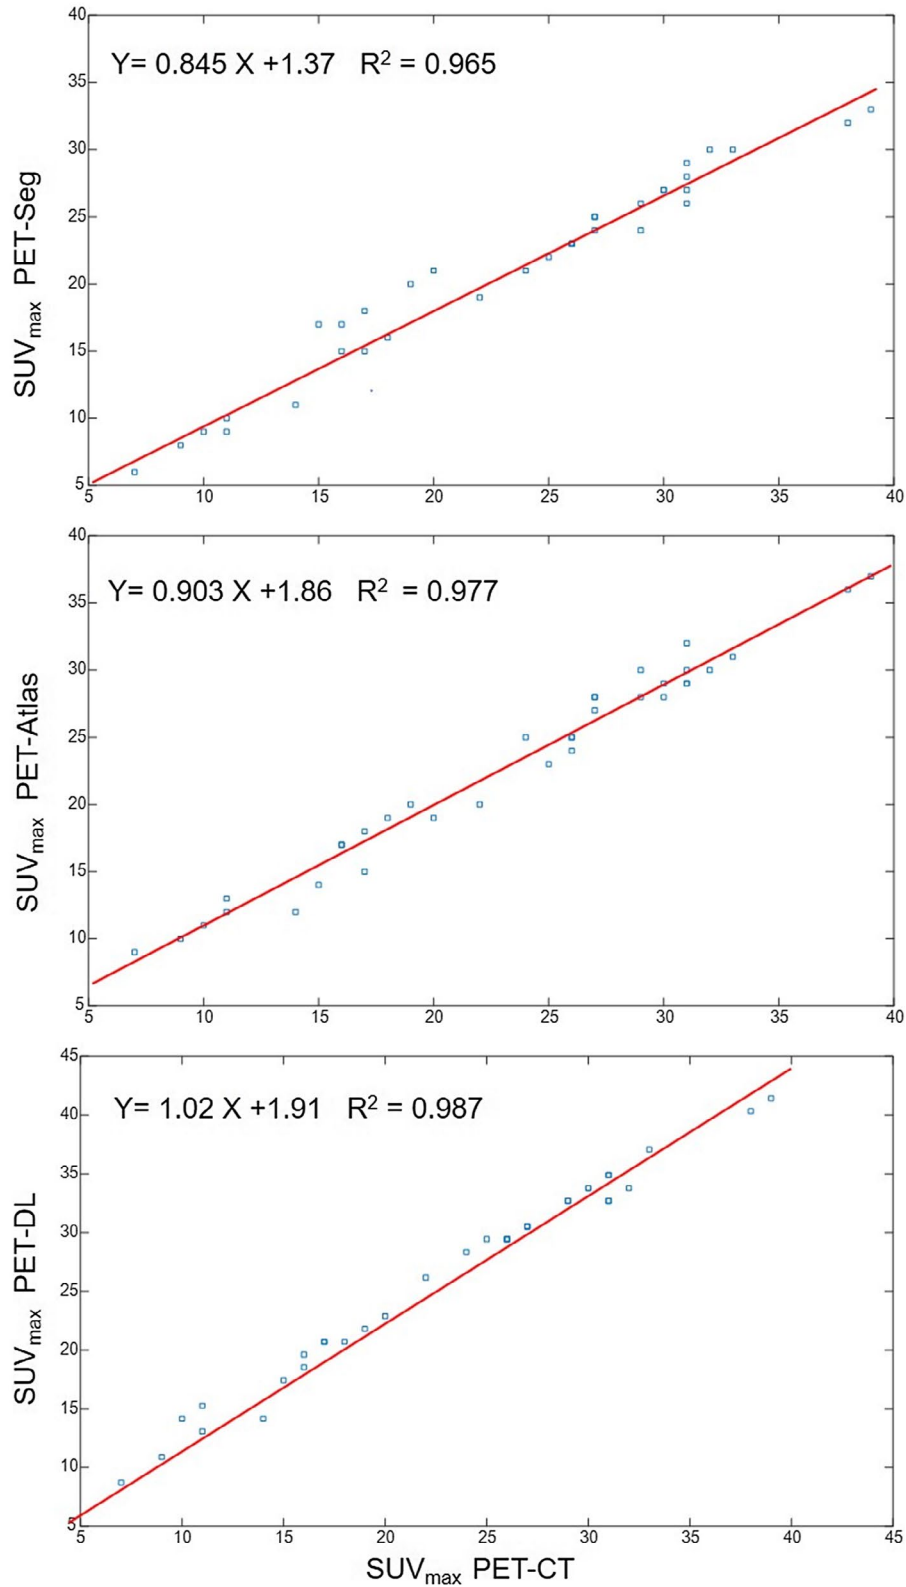 40
Y= 0.845 X +1.37 R² = 0.965
35
30
25
20
15
10
5
SUVmax PET-Seg
5 10 15 20 25 30 35 40
40
Y= 0.903 X +1.86 R² = 0.977
35
30
25
20
15
10
5
SUVmax PET-Atlas
5 10 15 20 25 30 35 40
45
Y= 1.02 X +1.91 R² = 0.987
40
35
30
25
20
15
10
5
SUVmax PET-DL
5 10 15 20 25 30 35 40 45
SUVmax PET-CT